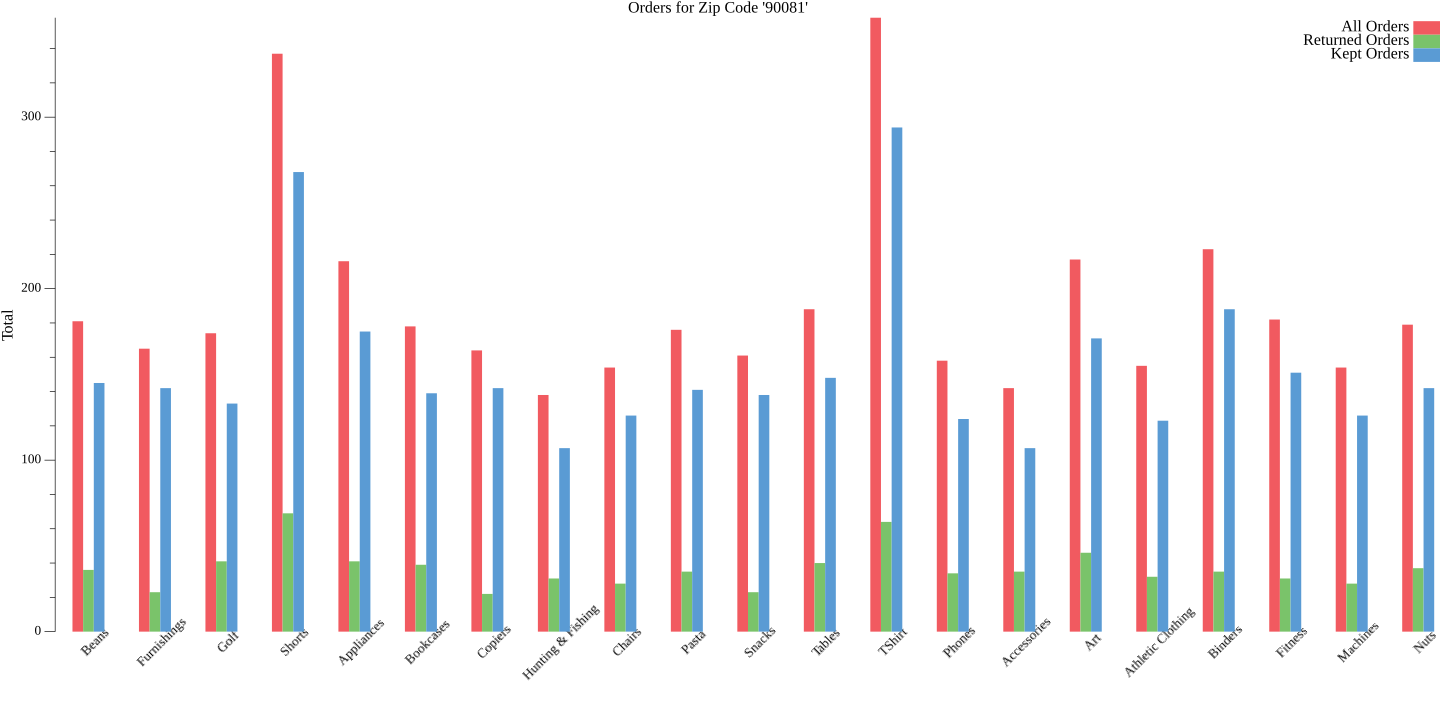 Orders for Zip Code '90081'
All Orders
Returned Orders
Kept Orders
Total
300
200
100
0
Beans
Furnishings
Golf
Shorts
Appliances
Bookcases
Copiers
Hunting & Fishing
Chairs
Pasta
Snacks
Tables
TShirt
Phones
Accessories
Art
Athletic Clothing
Binders
Fitness
Machines
Nuts